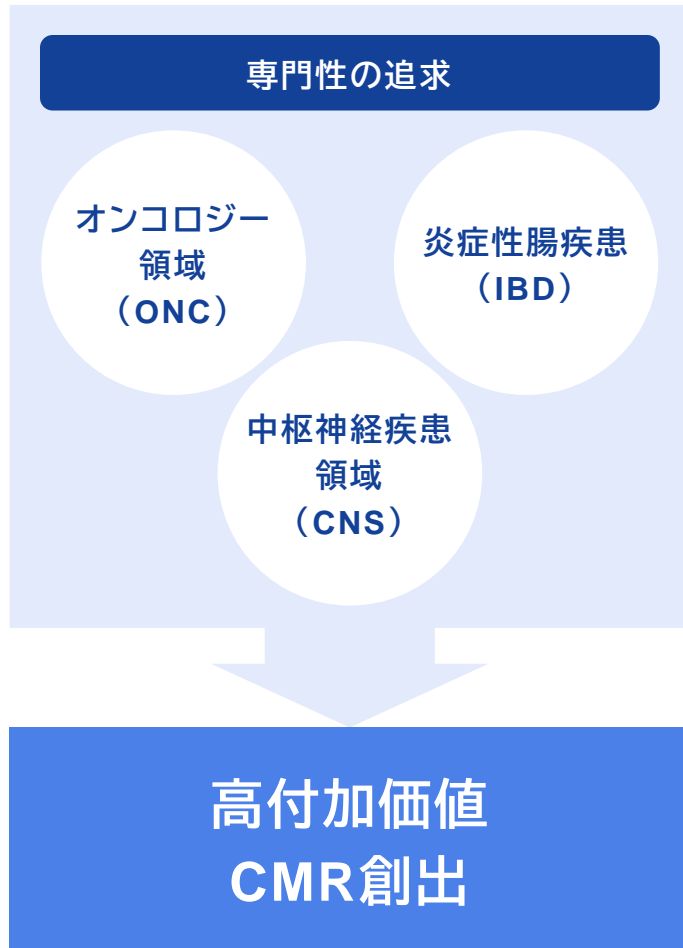 専門性の追求
オンコロジー
領域
（ONC）
炎症性腸疾患
（IBD）
中枢神経疾患
領域
（CNS）
高付加価値
CMR創出